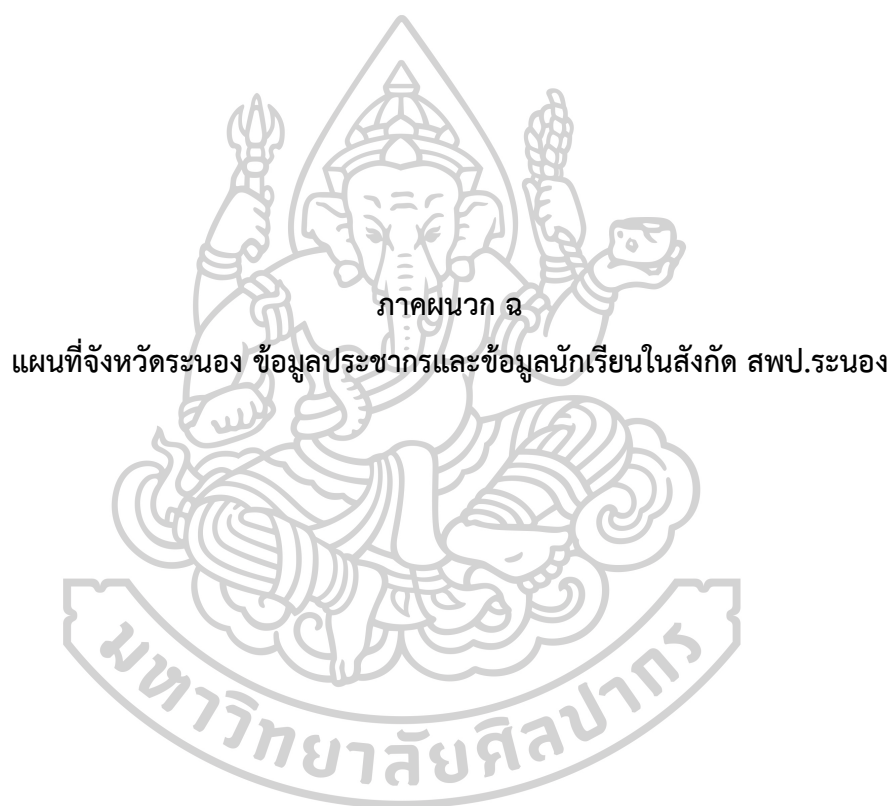 ภาคผนวก ฉ
แผนที่จังหวัดระนอง ข้อมูลประชากรและข้อมูลนักเรียนในสังกัด สพป.ระนอง
มหาวิทยาลัยศิลปากร